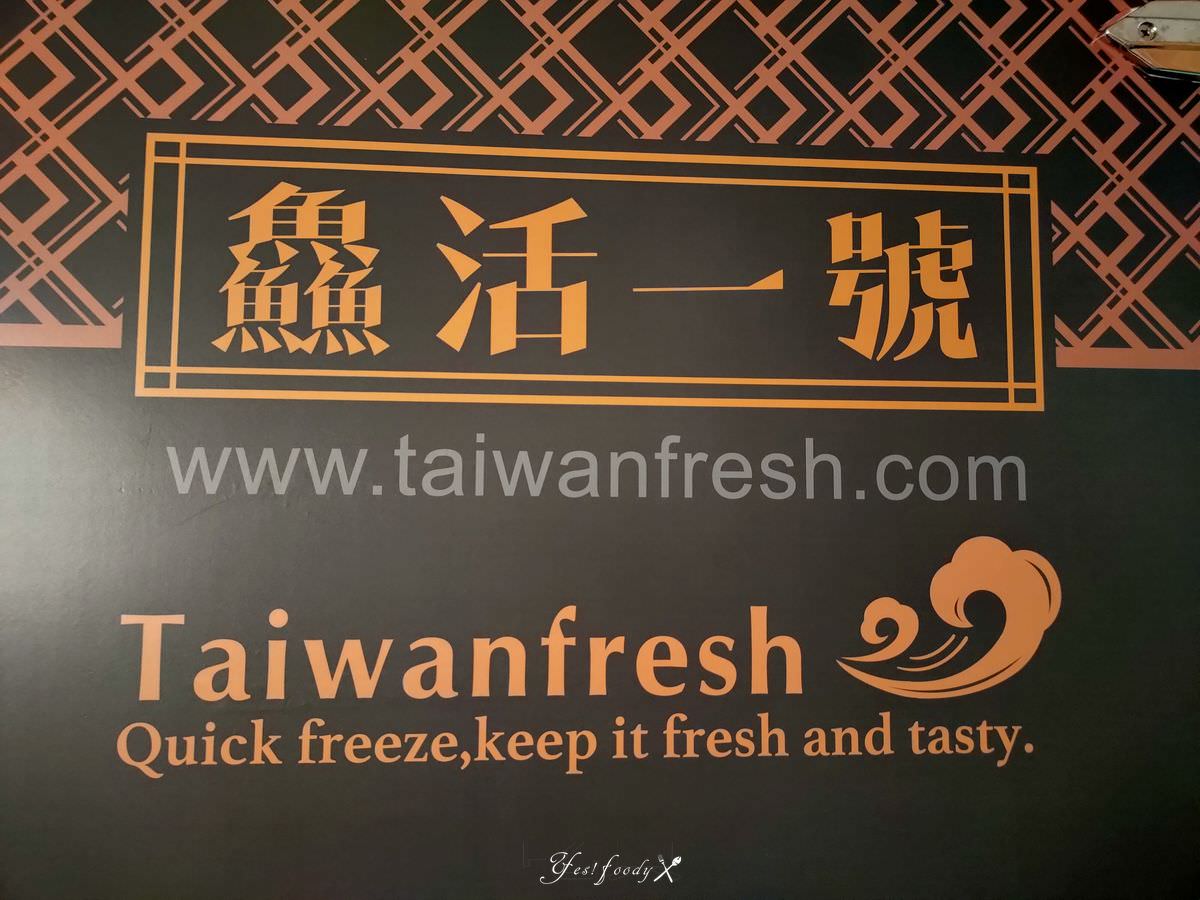 鱻活一號
www.taiwanfresh.com
Taiwanfresh
Quick freeze,keep it fresh and tasty.
yes!foody